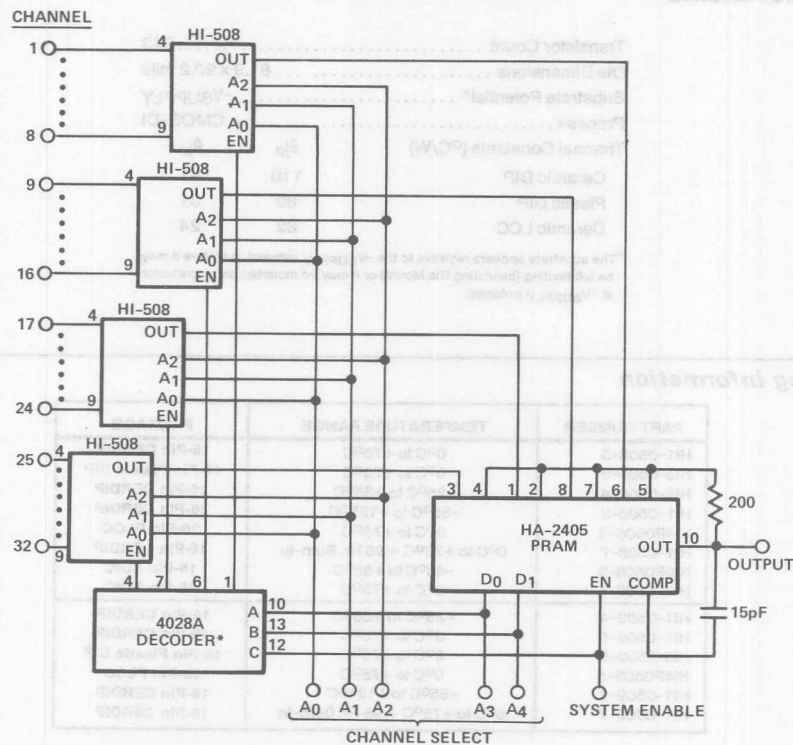 CHANNEL
HI-508
1
4
OUT
A2
A1
A0
8
9
EN
HI-508
9
4
OUT
A2
A1
A0
16
9
EN
HI-508
17
4
OUT
A2
A1
A0
24
9
EN
HI-508
25
4
OUT
A2
A1
A0
32
9
EN
3 4 1 2 8 7 6 5
HA-2405
PRAM
OUT
10
200
OUTPUT
D0 D1 EN COMP
15pF
4 7 6 1
4028A
DECODER*
A 10
B 13
C 12
A0 A1 A2 A3 A4
SYSTEM ENABLE
CHANNEL SELECT